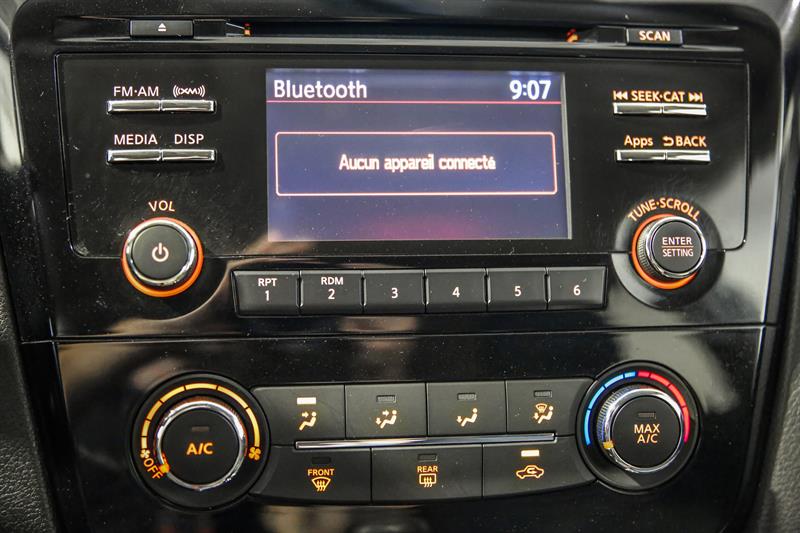 SCAN
FM·AM ((XM))
Bluetooth 9:07
SEEK·CAT
MEDIA DISP
Aucun appareil connecté
Apps BACK
VOL
TUNE·SCROLL
ENTER
SETTING
RPT
1
RDM
2
3
4
5
6
A/C
OFF
MAX
A/C
FRONT
REAR